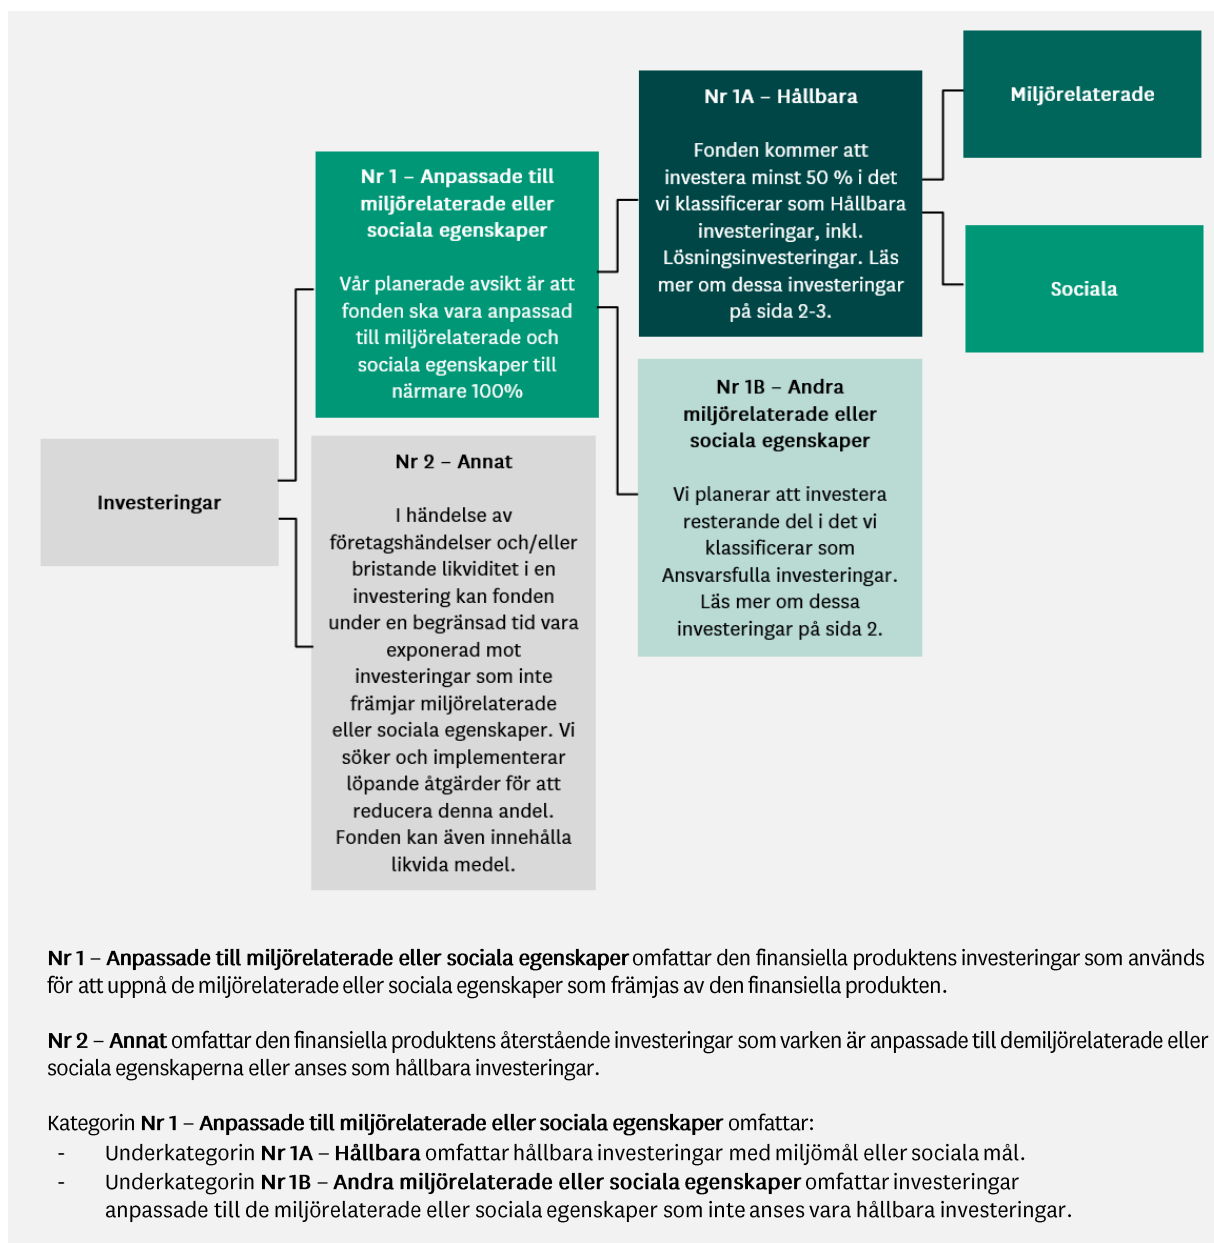 Investeringar
Nr 1 – Anpassade till
miljörelaterade eller
sociala egenskaper
Vår planerade avsikt är att
fonden ska vara anpassad
till miljörelaterade och
sociala egenskaper till
närmare 100%
Nr 2 – Annat
I händelse av
företagshändelser och/eller
bristande likviditet i en
investering kan fonden
under en begränsad tid vara
exponerad mot
investeringar som inte
främjar miljörelaterade
eller sociala egenskaper. Vi
söker och implementerar
löpande åtgärder för att
reducera denna andel.
Fonden kan även innehålla
likvida medel.
Nr 1A – Hållbara
Fonden kommer att
investera minst 50 % i det
vi klassificerar som Hållbara
investeringar, inkl.
Lösningsinvesteringar. Läs
mer om dessa investeringar
på sida 2-3.
Nr 1B – Andra
miljörelaterade eller
sociala egenskaper
Vi planerar att investera
resterande del i det vi
klassificerar som
Ansvarsfulla investeringar.
Läs mer om dessa
investeringar på sida 2.
Miljörelaterade
Sociala
Nr 1 – Anpassade till miljörelaterade eller sociala egenskaper omfattar den finansiella produktens investeringar som används
för att uppnå de miljörelaterade eller sociala egenskaper som främjas av den finansiella produkten.
Nr 2 – Annat omfattar den finansiella produktens återstående investeringar som varken är anpassade till demiljörelaterade eller
sociala egenskaperna eller anses som hållbara investeringar.
Kategorin Nr 1 – Anpassade till miljörelaterade eller sociala egenskaper omfattar:
- Underkategorin Nr 1A – Hållbara omfattar hållbara investeringar med miljömål eller sociala mål.
- Underkategorin Nr 1B – Andra miljörelaterade eller sociala egenskaper omfattar investeringar
anpassade till de miljörelaterade eller sociala egenskaper som inte anses vara hållbara investeringar.